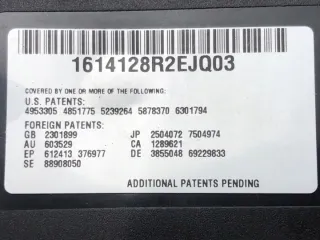 1614128R2EJQ03
COVERED BY ONE OR MORE OF THE FOLLOWING:
U.S. PATENTS:
4953305 4851775 5239264 5878370 6301794
FOREIGN PATENTS:
GB 2301899 JP 2504072 7504974
AU 603529 CA 1289621
EP 612413 376977 DE 3855048 69229833
SE 88908050
ADDITIONAL PATENTS PENDING